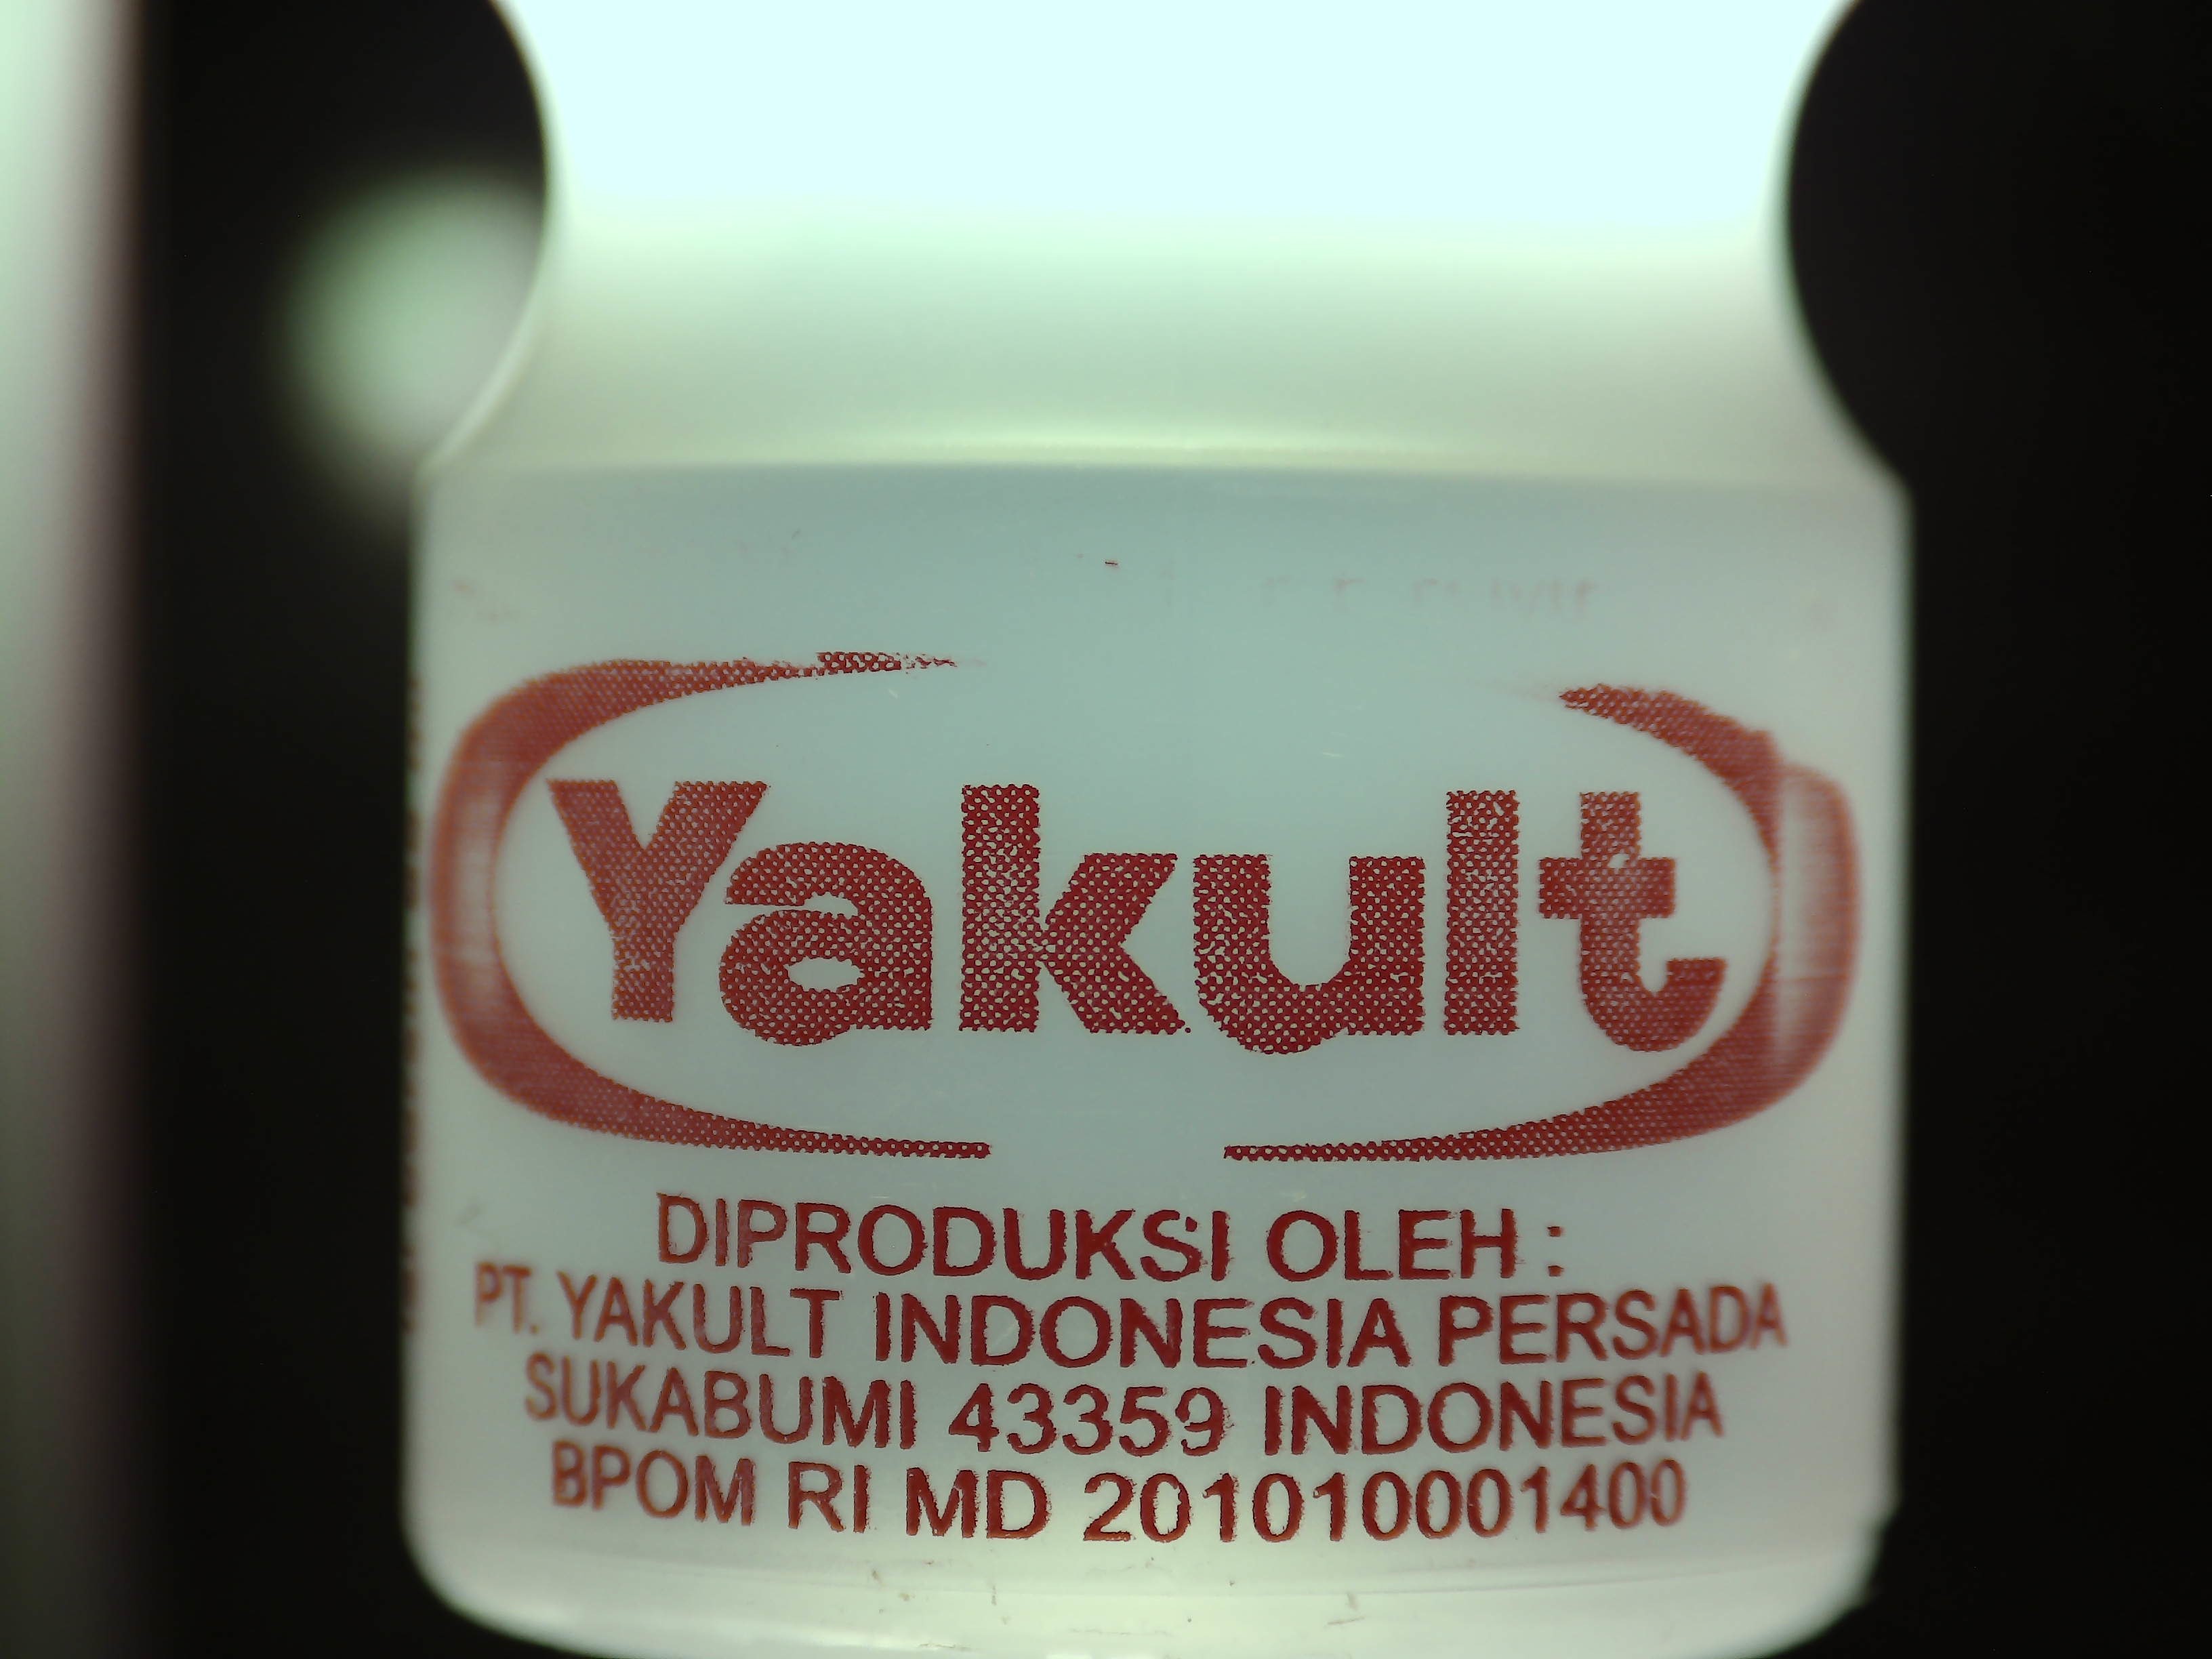 Yakult
DIPRODUKSI OLEH :
PT. YAKULT INDONESIA PERSADA
SUKABUMI 43359 INDONESIA
BPOM RI MD 201010001400